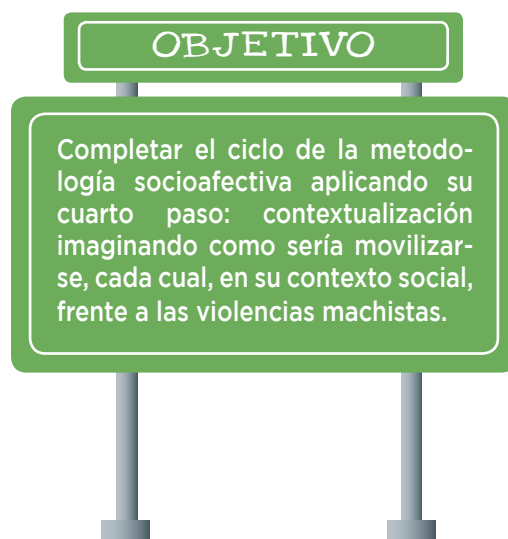 OBJETIVO
Completar el ciclo de la metodo-
logía socioafectiva aplicando su
cuarto paso: contextualización
imaginando como sería movilizar-
se, cada cual, en su contexto social,
frente a las violencias machistas.